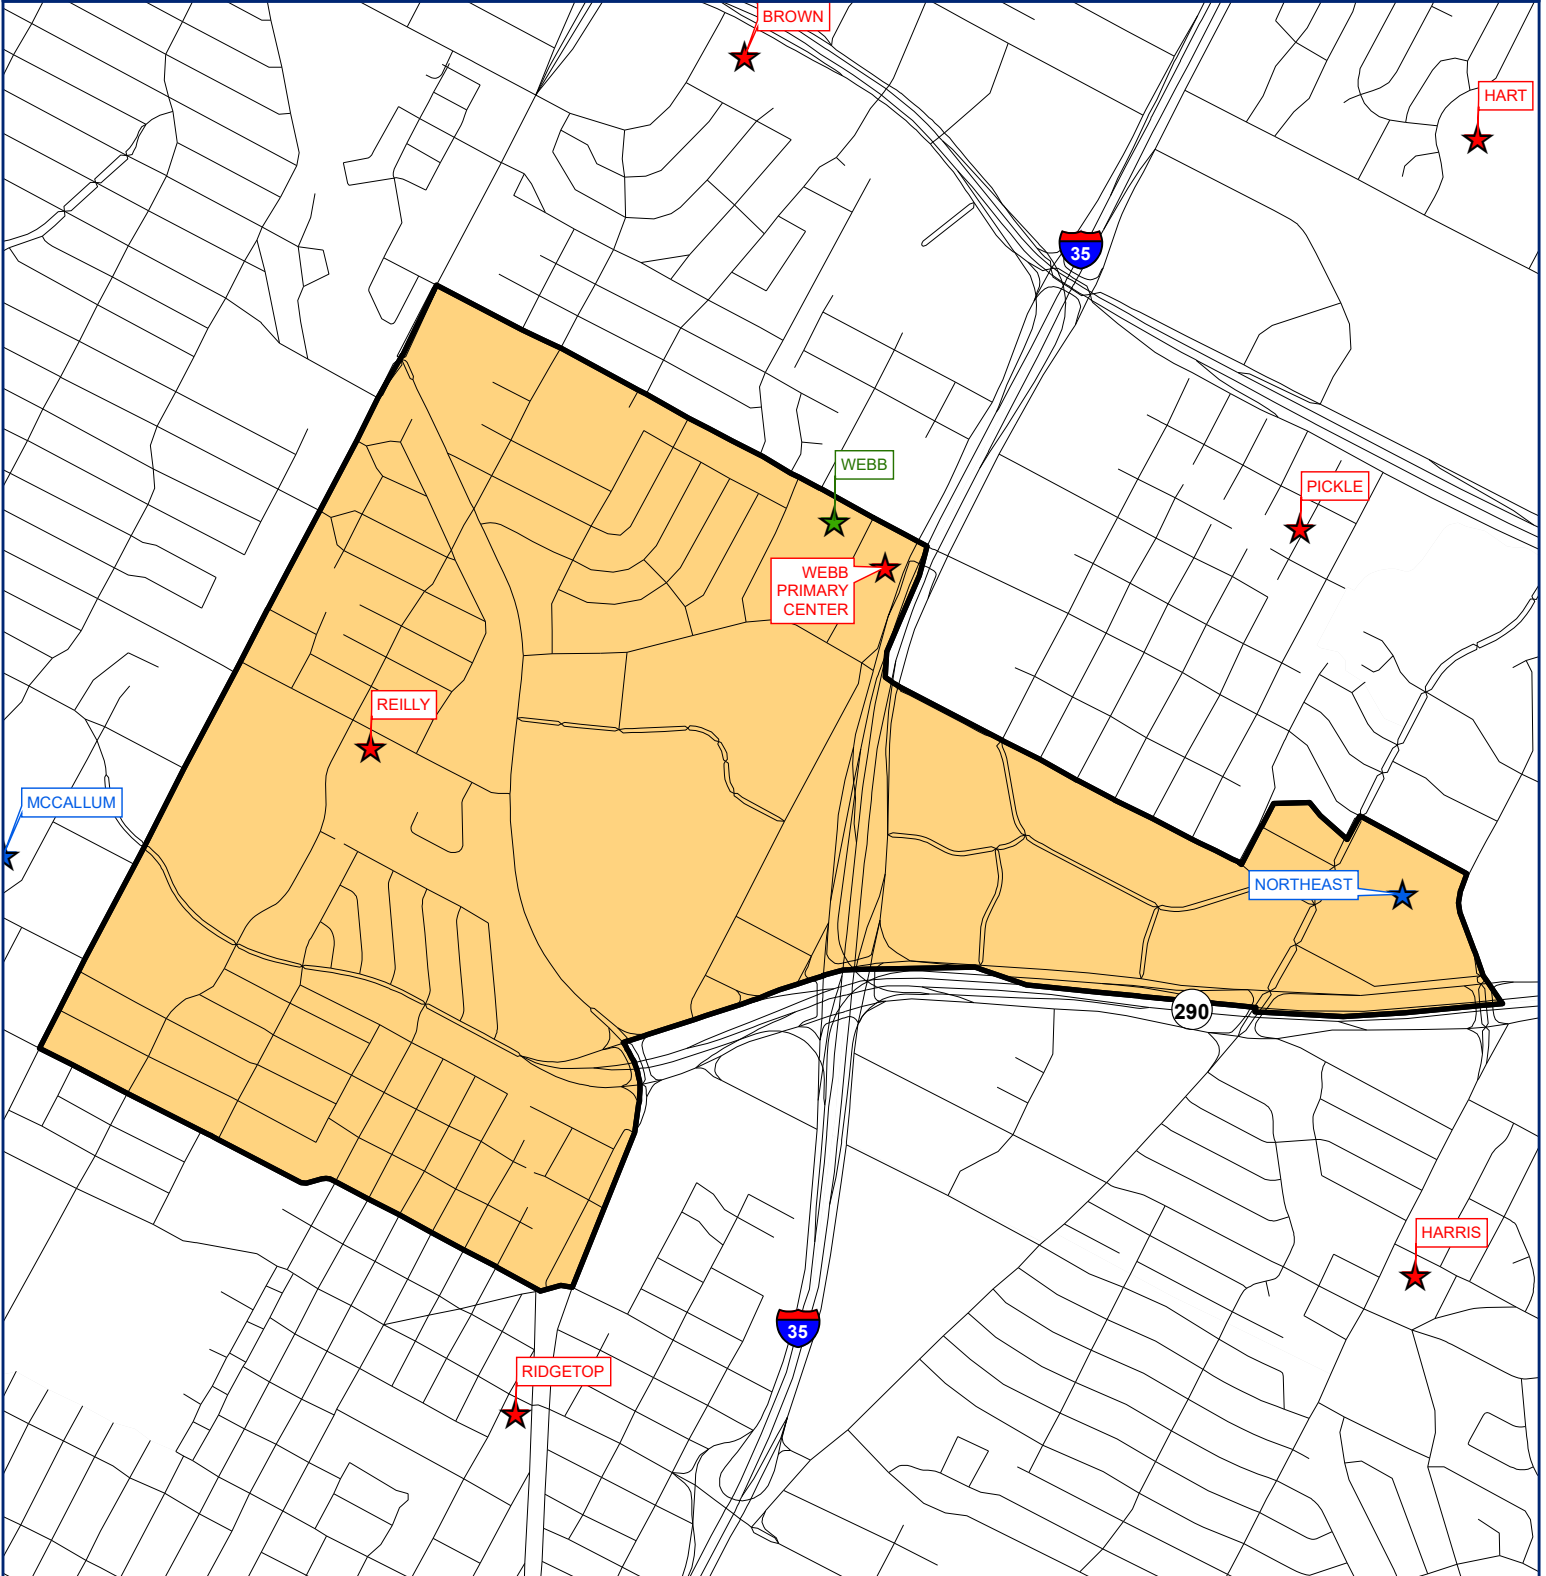 BROWN
HART
35
WEBB
PICKLE
WEBB
PRIMARY
CENTER
REILLY
MCCALLUM
NORTHEAST
290
HARRIS
35
RIDGETOP